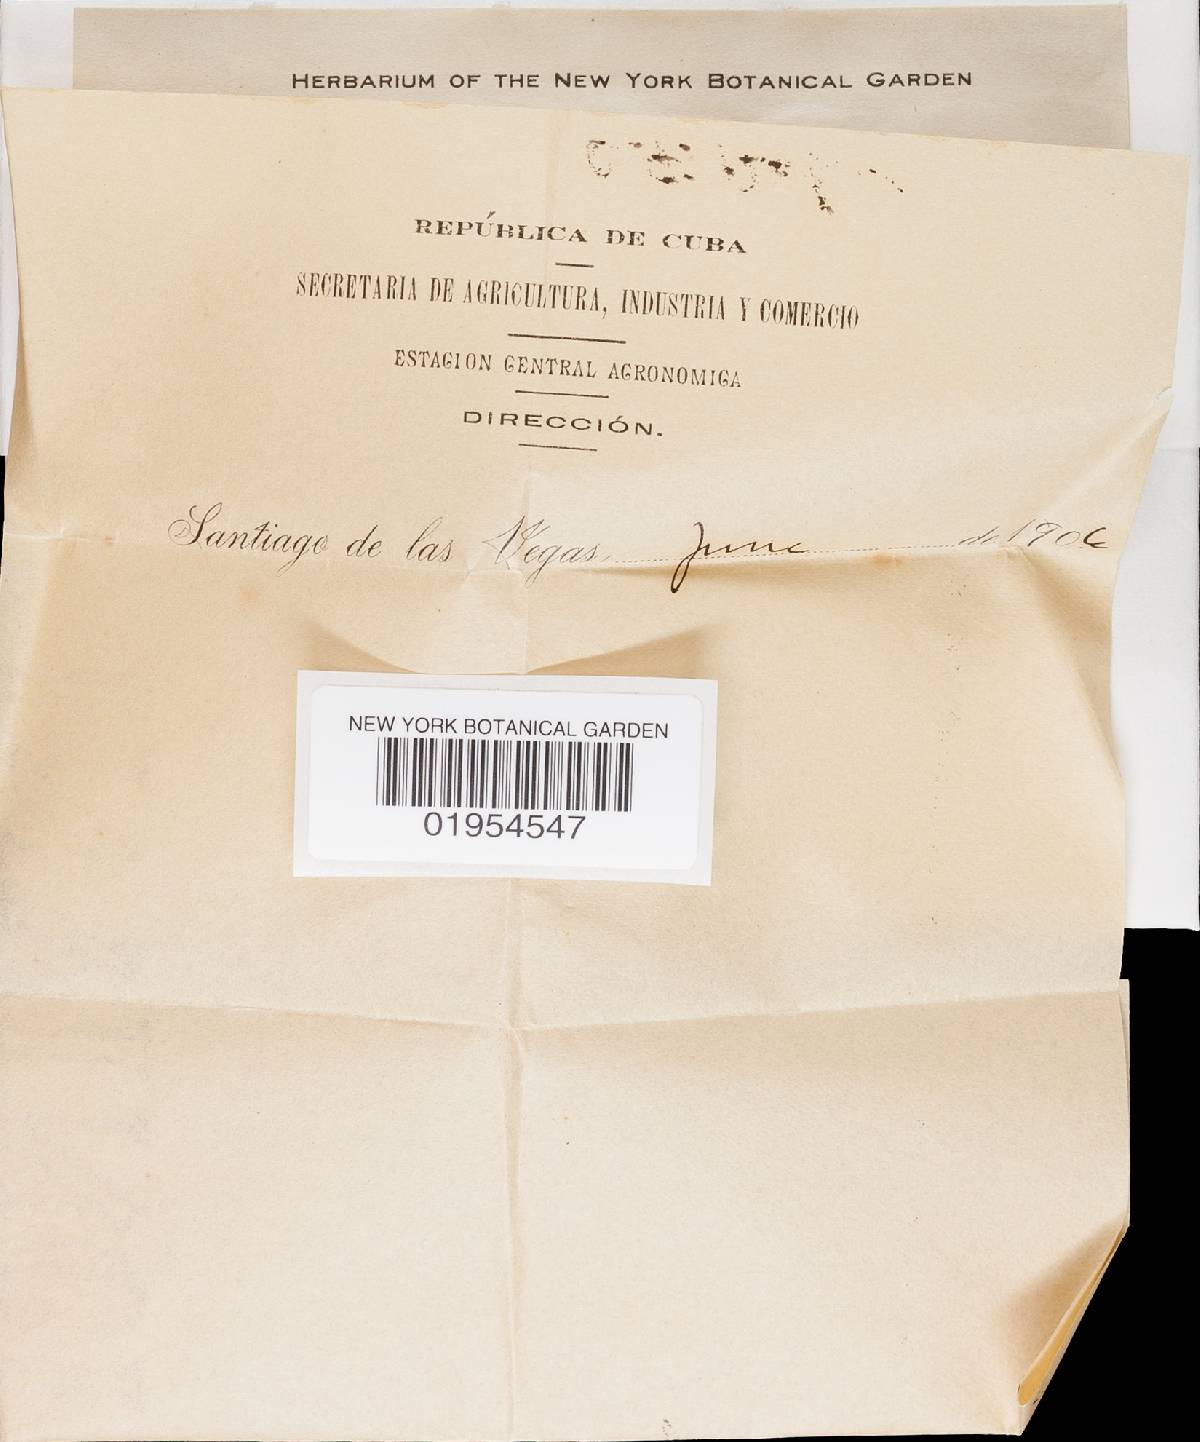 HERBARIUM OF THE NEW YORK BOTANICAL GARDEN
REPÚBLICA DE CUBA
SECRETARIA DE AGRICULTURA, INDUSTRIA Y COMERCIO
ESTACION CENTRAL AGRONOMICA
DIRECCIÓN.
Santiago de las Vegas, June de 1906
NEW YORK BOTANICAL GARDEN
01954547